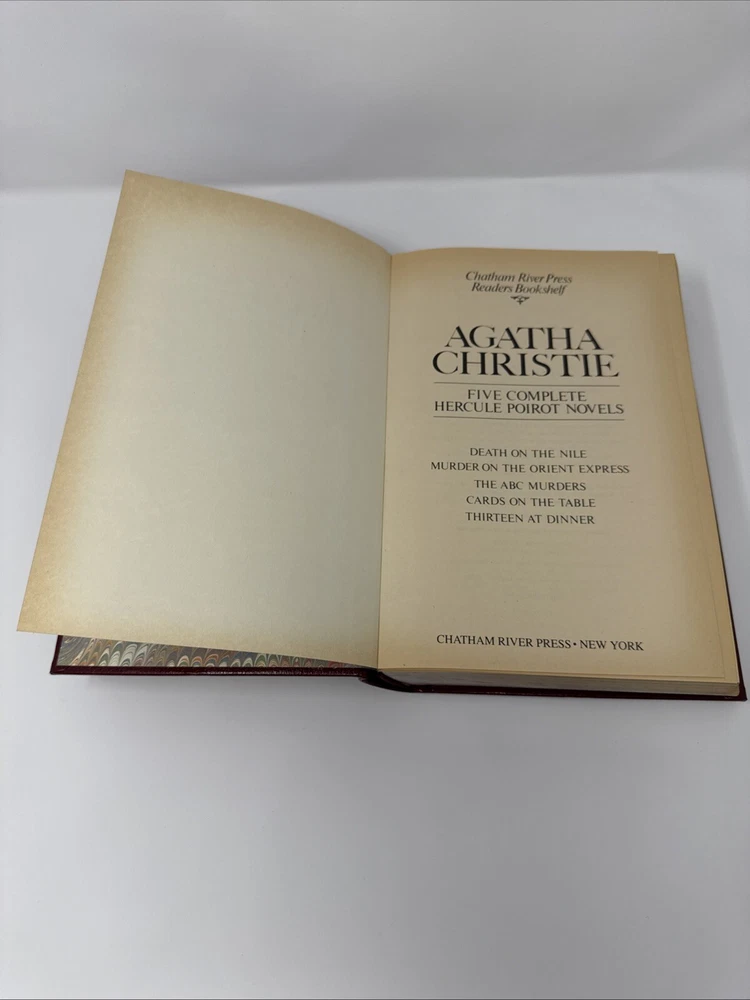 Chatham River Press
Readers Bookshelf
AGATHA
CHRISTIE
FIVE COMPLETE
HERCULE POIROT NOVELS
DEATH ON THE NILE
MURDER ON THE ORIENT EXPRESS
THE ABC MURDERS
CARDS ON THE TABLE
THIRTEEN AT DINNER
CHATHAM RIVER PRESS • NEW YORK